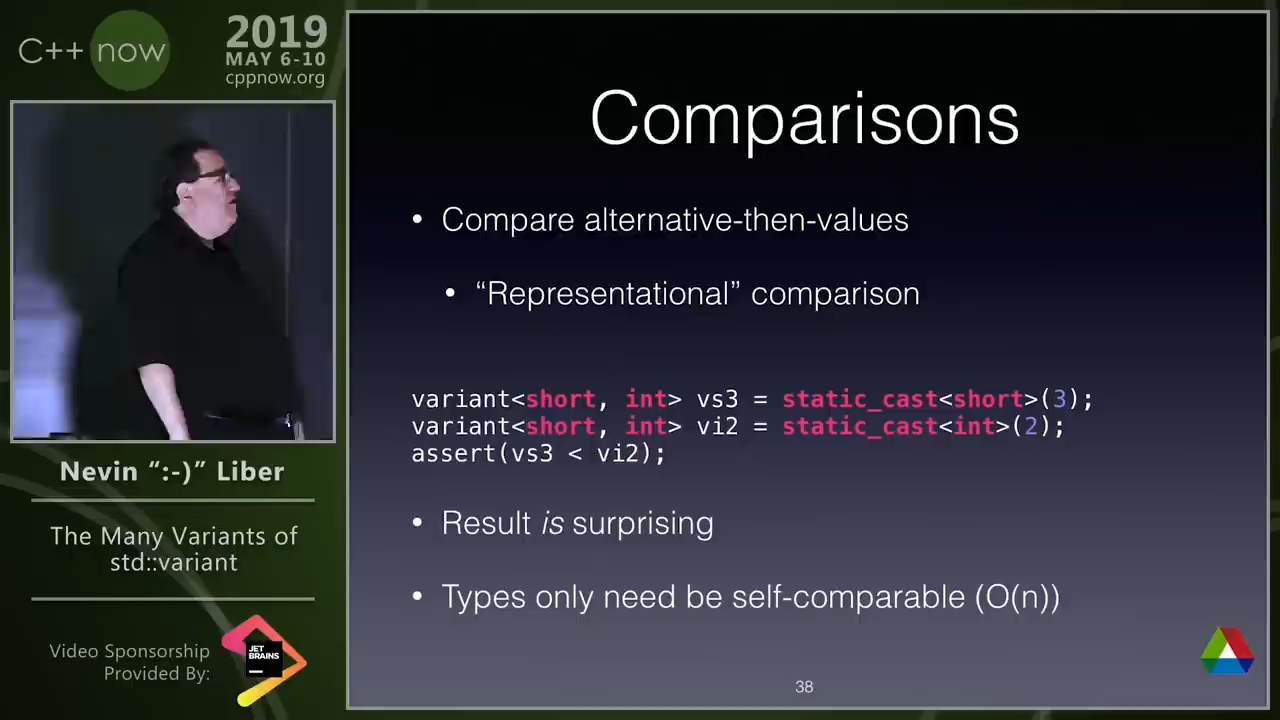 C++ now
2019
MAY 6-10
cppnow.org
Nevin “:-)” Liber
The Many Variants of
std::variant
Video Sponsorship
Provided By:
JET
BRAINS
Comparisons
• Compare alternative-then-values
• “Representational” comparison
variant<short, int> vs3 = static_cast<short>(3);
variant<short, int> vi2 = static_cast<int>(2);
assert(vs3 < vi2);
• Result is surprising
• Types only need be self-comparable (O(n))
38